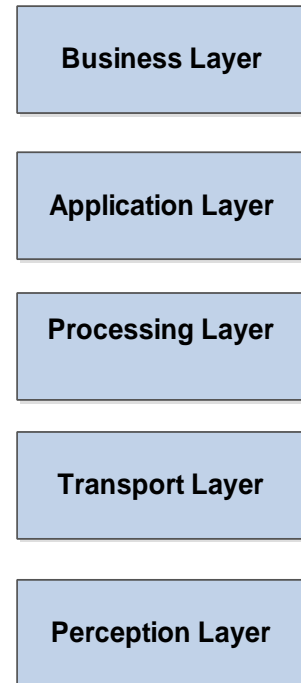 Business Layer
Application Layer
Processing Layer
Transport Layer
Perception Layer